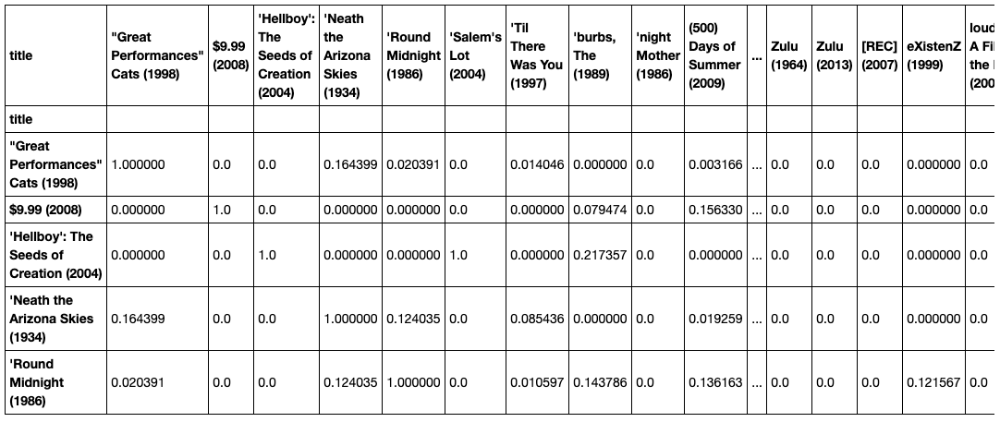 title
"Great
Performances"
Cats (1998)
$9.99
(2008)
'Hellboy':
The
Seeds of
Creation
(2004)
'Neath
the
Arizona
Skies
(1934)
'Round
Midnight
(1986)
'Salem's
Lot
(2004)
'Til
There
Was You
(1997)
'burbs,
The
(1989)
'night
Mother
(1986)
(500)
Days of
Summer
(2009)
...
Zulu
(1964)
Zulu
(2013)
[REC]
(2007)
eXistenZ
(1999)
loud
A Fi
the
(200
title
"Great
Performances"
Cats (1998)
1.000000 0.0 0.0 0.164399 0.020391 0.0 0.014046 0.000000 0.0 0.003166 ... 0.0 0.0 0.0 0.000000 0.0
$9.99 (2008) 0.000000 1.0 0.0 0.000000 0.000000 0.0 0.000000 0.079474 0.0 0.156330 ... 0.0 0.0 0.0 0.000000 0.0
'Hellboy': The
Seeds of
Creation (2004)
0.000000 0.0 1.0 0.000000 0.000000 1.0 0.000000 0.217357 0.0 0.000000 ... 0.0 0.0 0.0 0.000000 0.0
'Neath the
Arizona Skies
(1934)
0.164399 0.0 0.0 1.000000 0.124035 0.0 0.085436 0.000000 0.0 0.019259 ... 0.0 0.0 0.0 0.000000 0.0
'Round
Midnight
(1986)
0.020391 0.0 0.0 0.124035 1.000000 0.0 0.010597 0.143786 0.0 0.136163 ... 0.0 0.0 0.0 0.121567 0.0